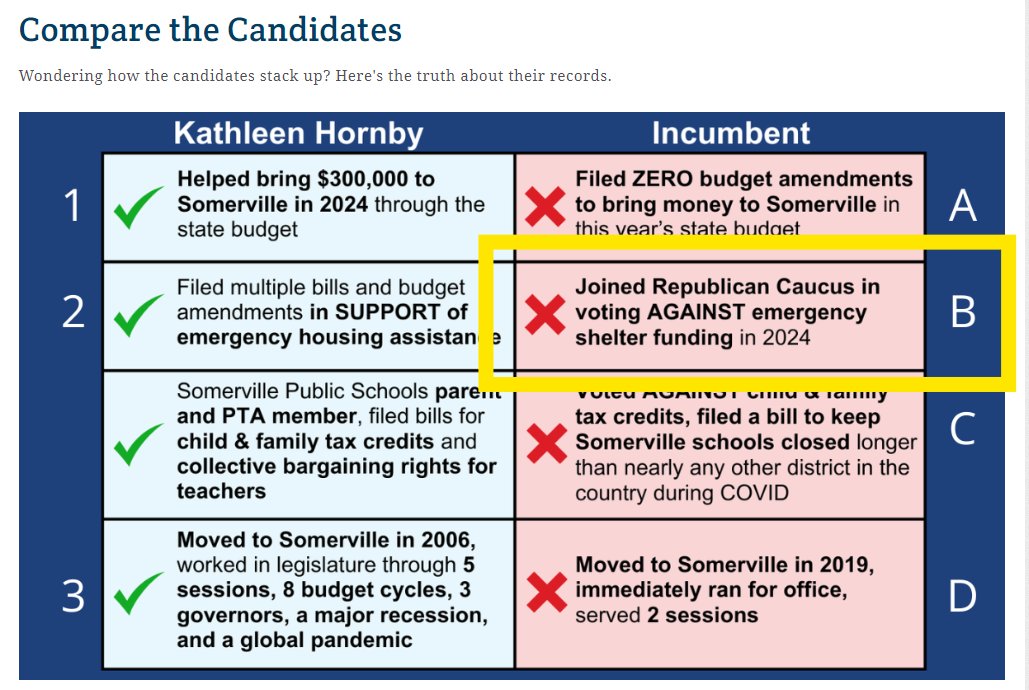 Compare the Candidates
Wondering how the candidates stack up? Here's the truth about their records.
Kathleen Hornby
Incumbent
1
Helped bring $300,000 to
Somerville in 2024 through the
state budget
Filed ZERO budget amendments
to bring money to Somerville in
this year's state budget
A
2
Filed multiple bills and budget
amendments in SUPPORT of
emergency housing assistance
Joined Republican Caucus in
voting AGAINST emergency
shelter funding in 2024
B
Somerville Public Schools parent
and PTA member, filed bills for
child & family tax credits and
collective bargaining rights for
teachers
Voted AGAINST child & family
tax credits, filed a bill to keep
Somerville schools closed longer
than nearly any other district in the
country during COVID
C
3
Moved to Somerville in 2006,
worked in legislature through 5
sessions, 8 budget cycles, 3
governors, a major recession,
and a global pandemic
Moved to Somerville in 2019,
immediately ran for office,
served 2 sessions
D